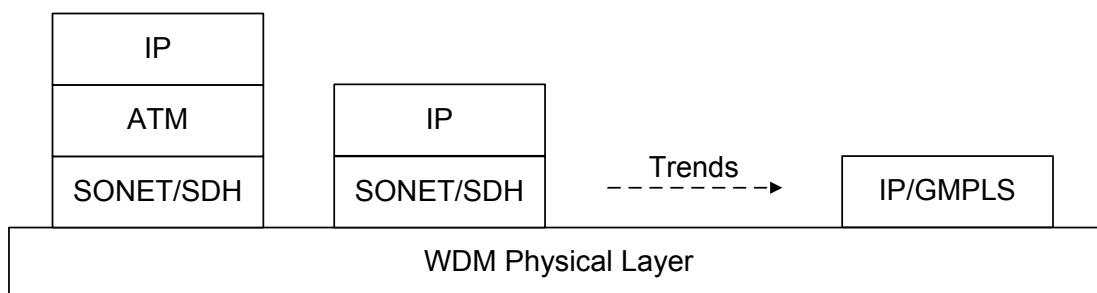 IP
ATM
IP
SONET/SDH
SONET/SDH
Trends
IP/GMPLS
WDM Physical Layer